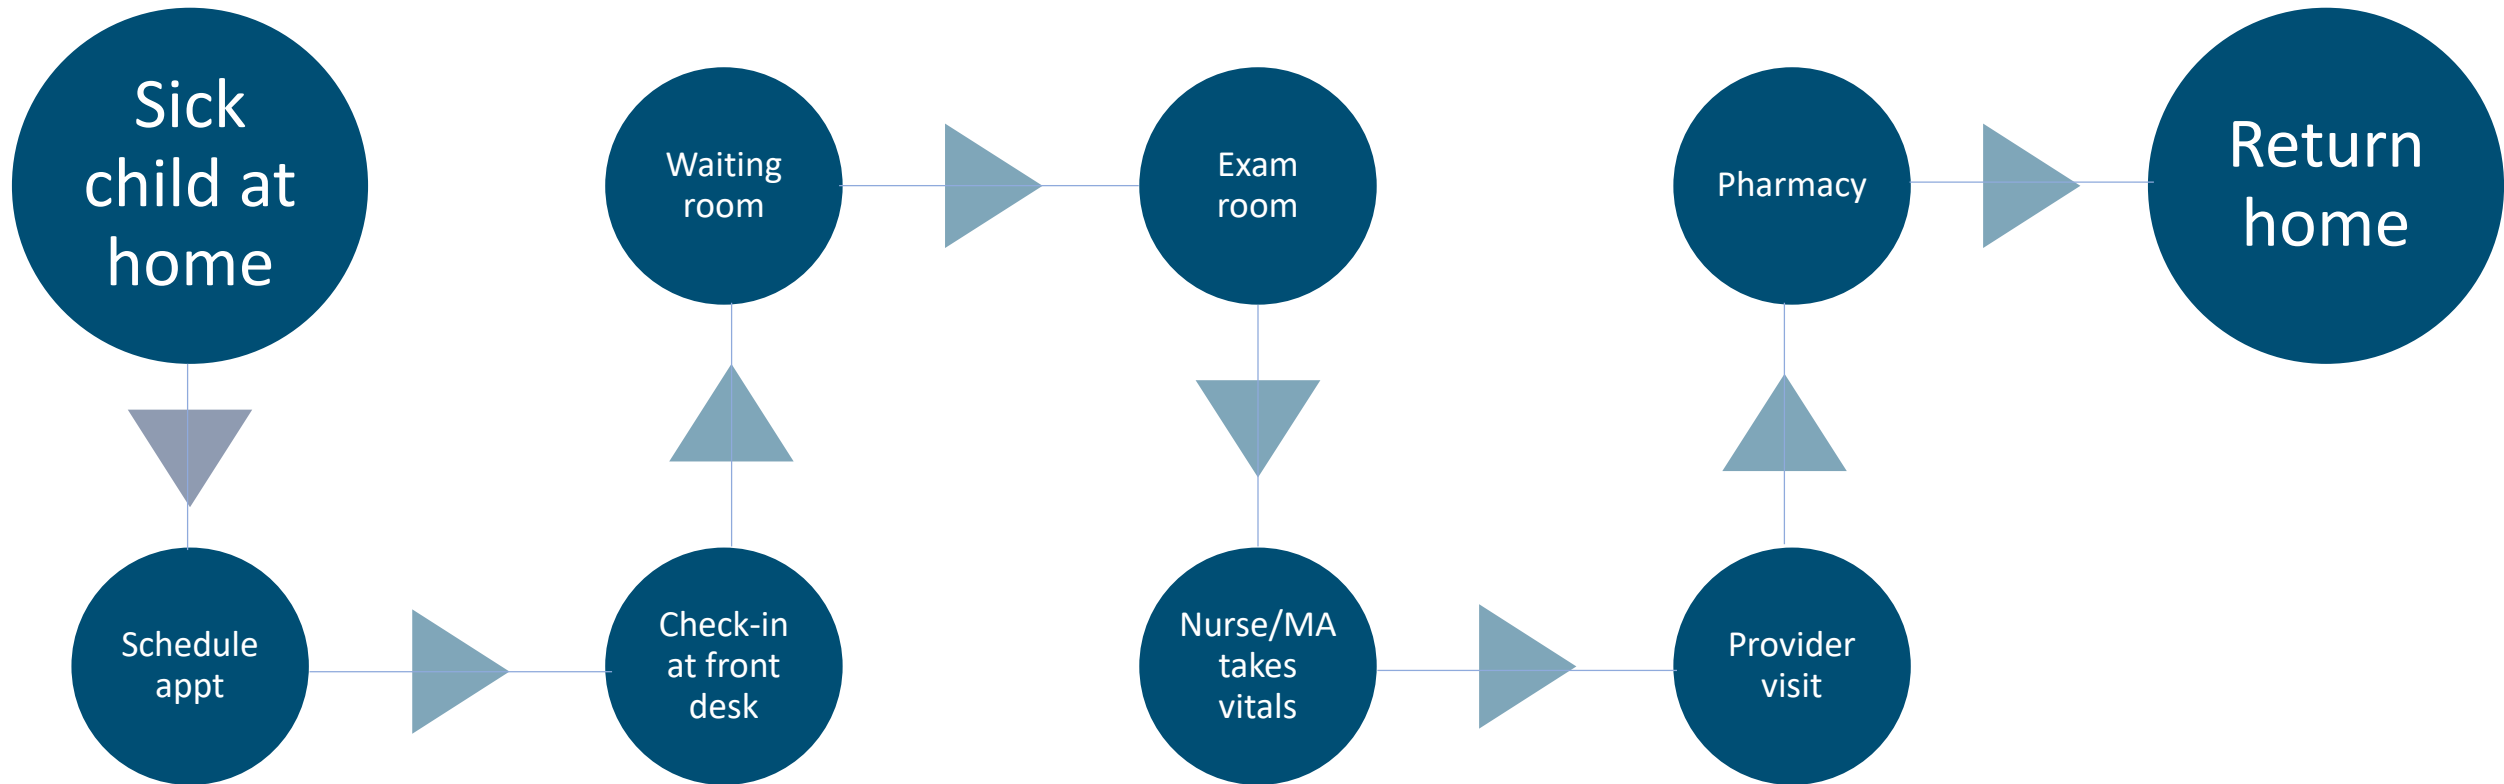 Sick
child at
home
Schedule
appt
Check-in
at front
desk
Waiting
room
Exam
room
Nurse/MA
takes
vitals
Provider
visit
Pharmacy
Return
home